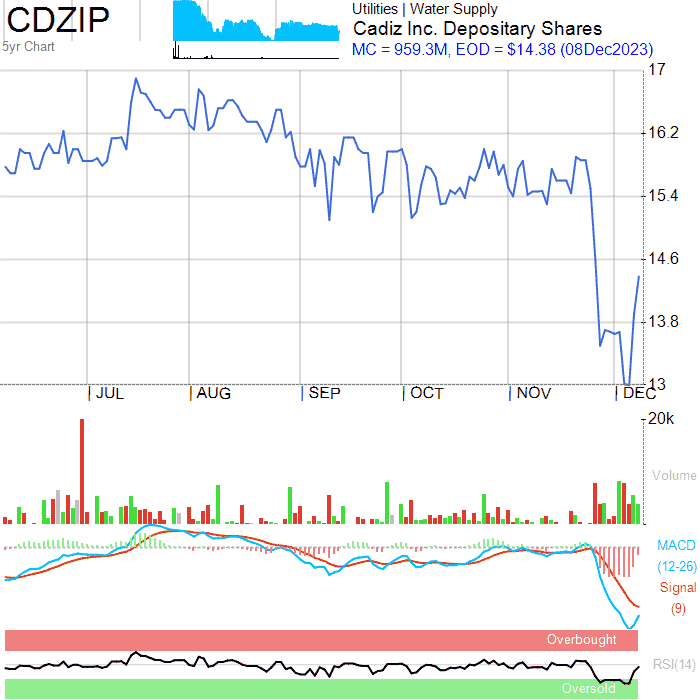 CDZIP
5yr Chart
Utilities | Water Supply
Cadiz Inc. Depositary Shares
MC = 959.3M, EOD = $14.38 (08Dec2023)
17
16.2
15.4
14.6
13.8
13
JUL AUG SEP OCT NOV DEC
20k
Volume
MACD
(12-26)
Signal
(9)
Overbought
RSI(14)
Oversold